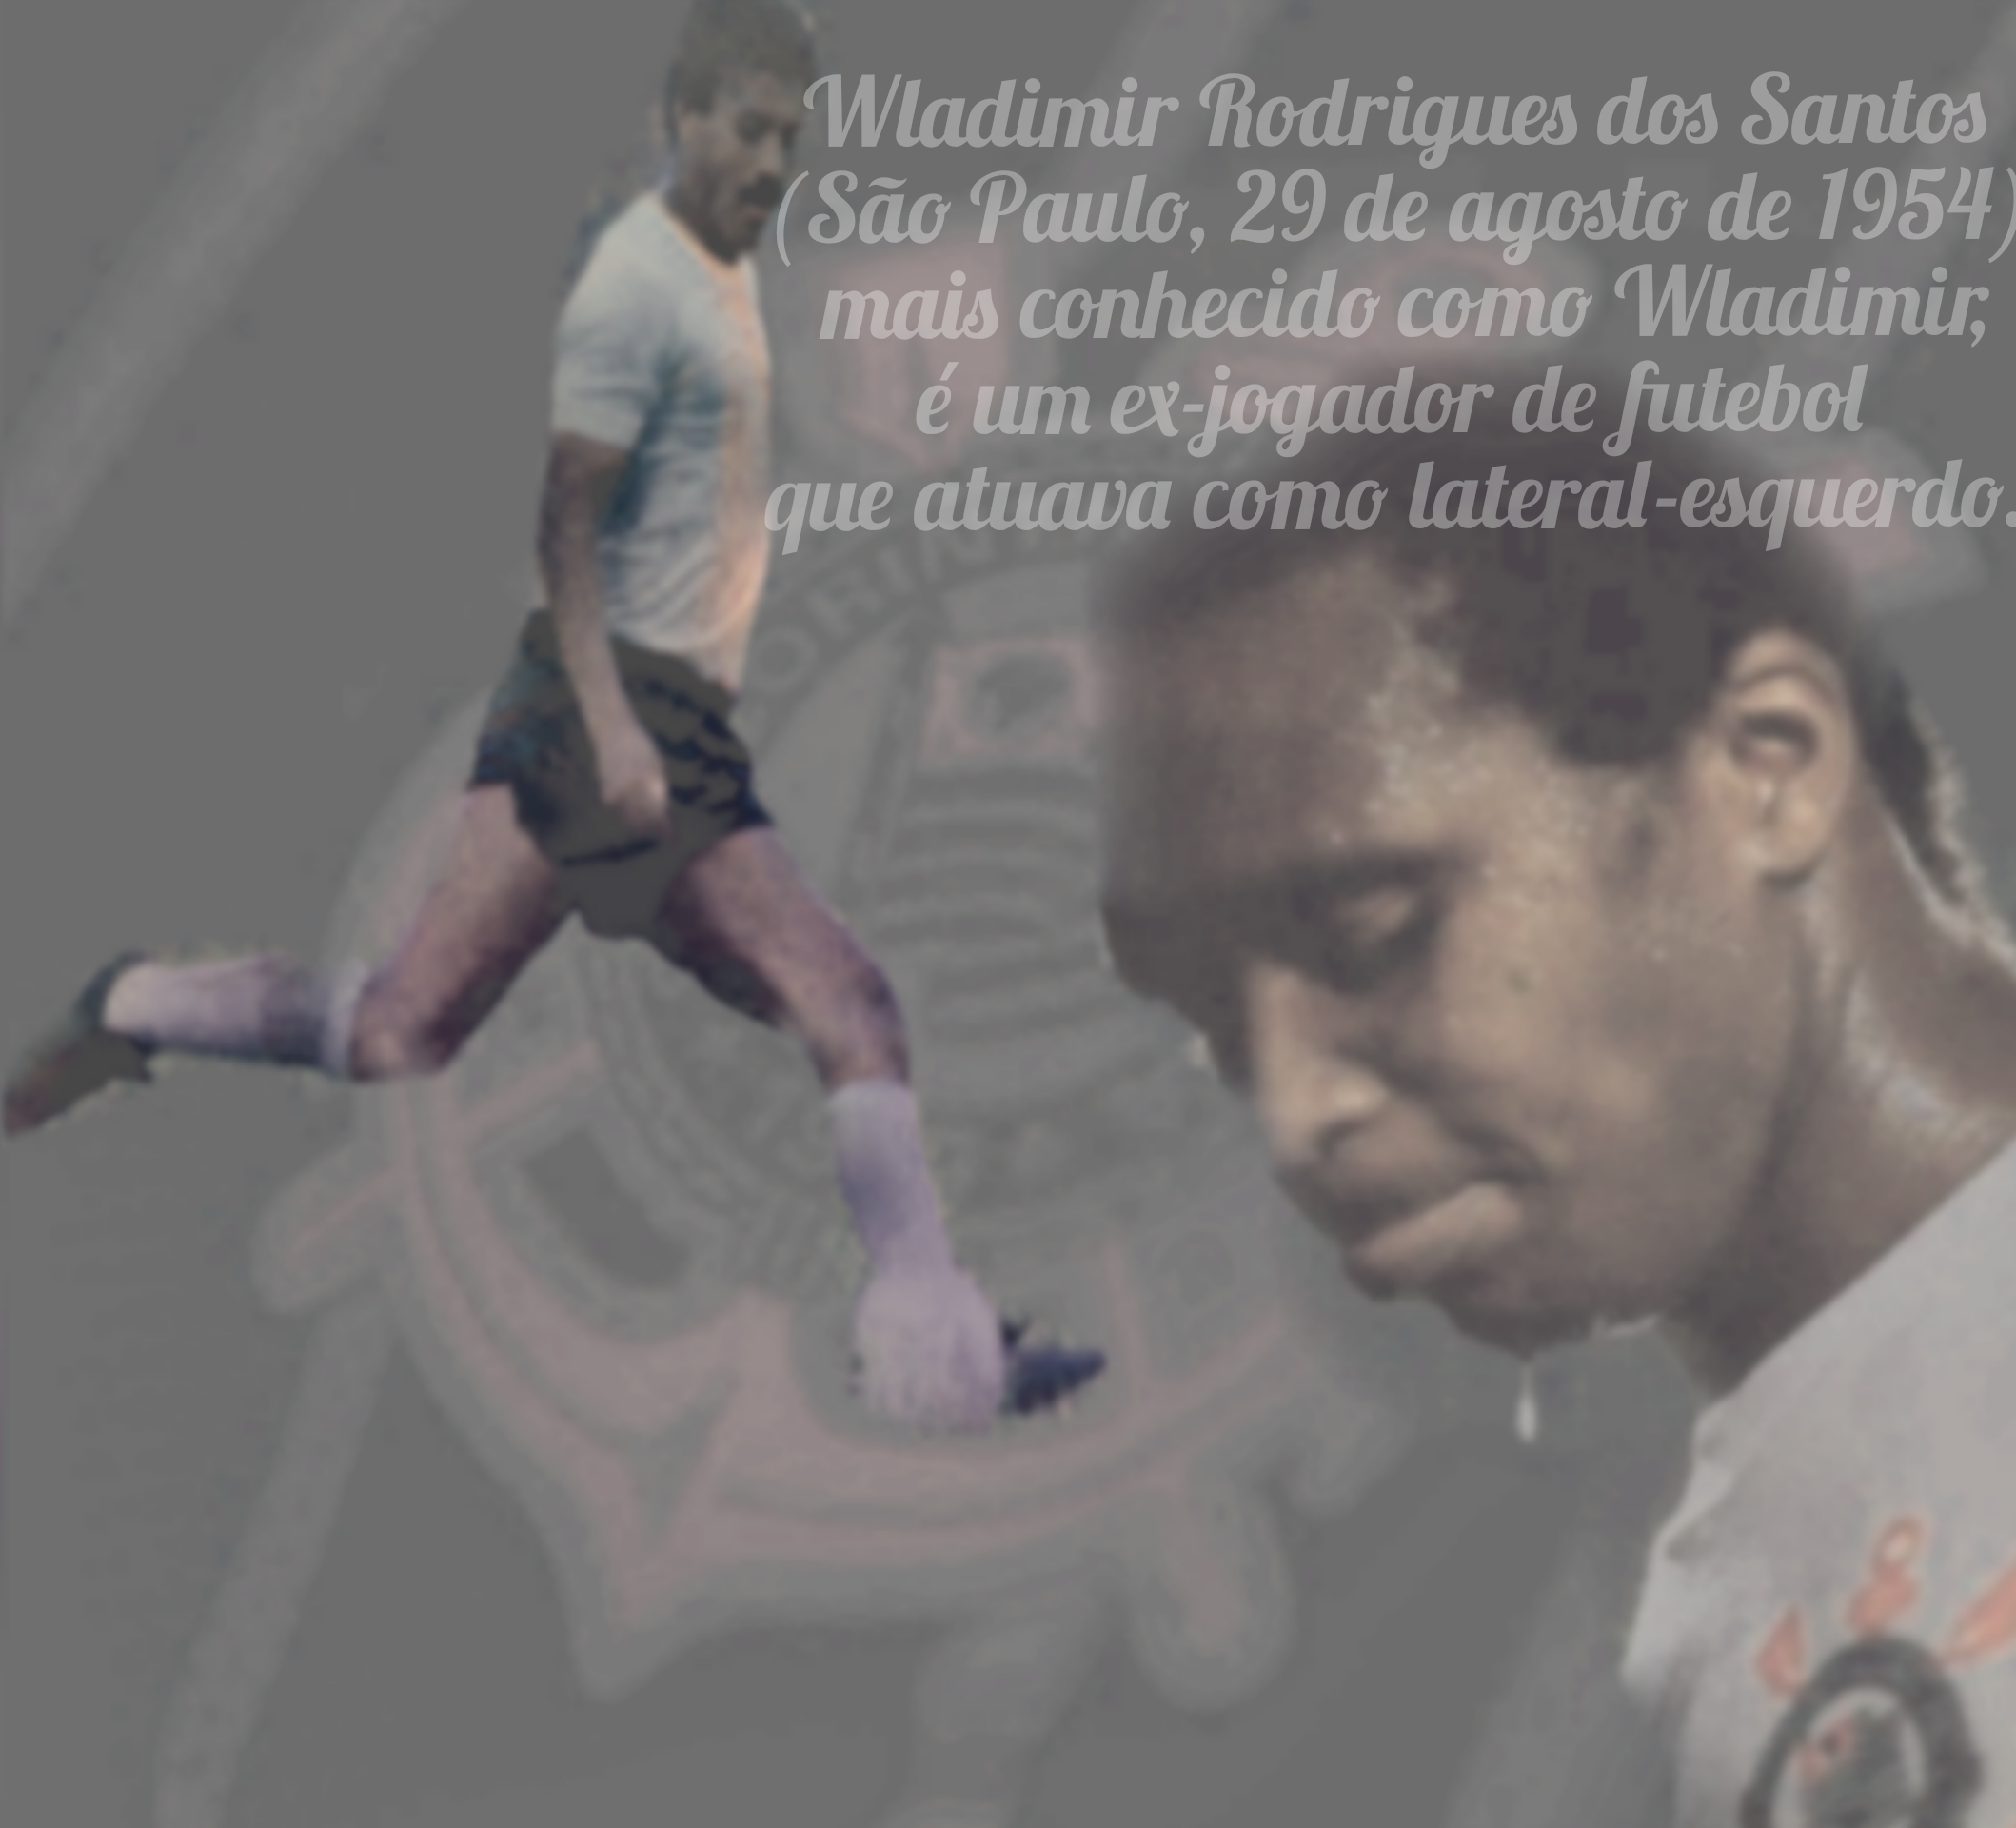 Wladimir Rodrigues dos Santos
(São Paulo, 29 de agosto de 1954)
mais conhecido como Wladimir,
é um ex-jogador de futebol
que atuava como lateral-esquerdo.